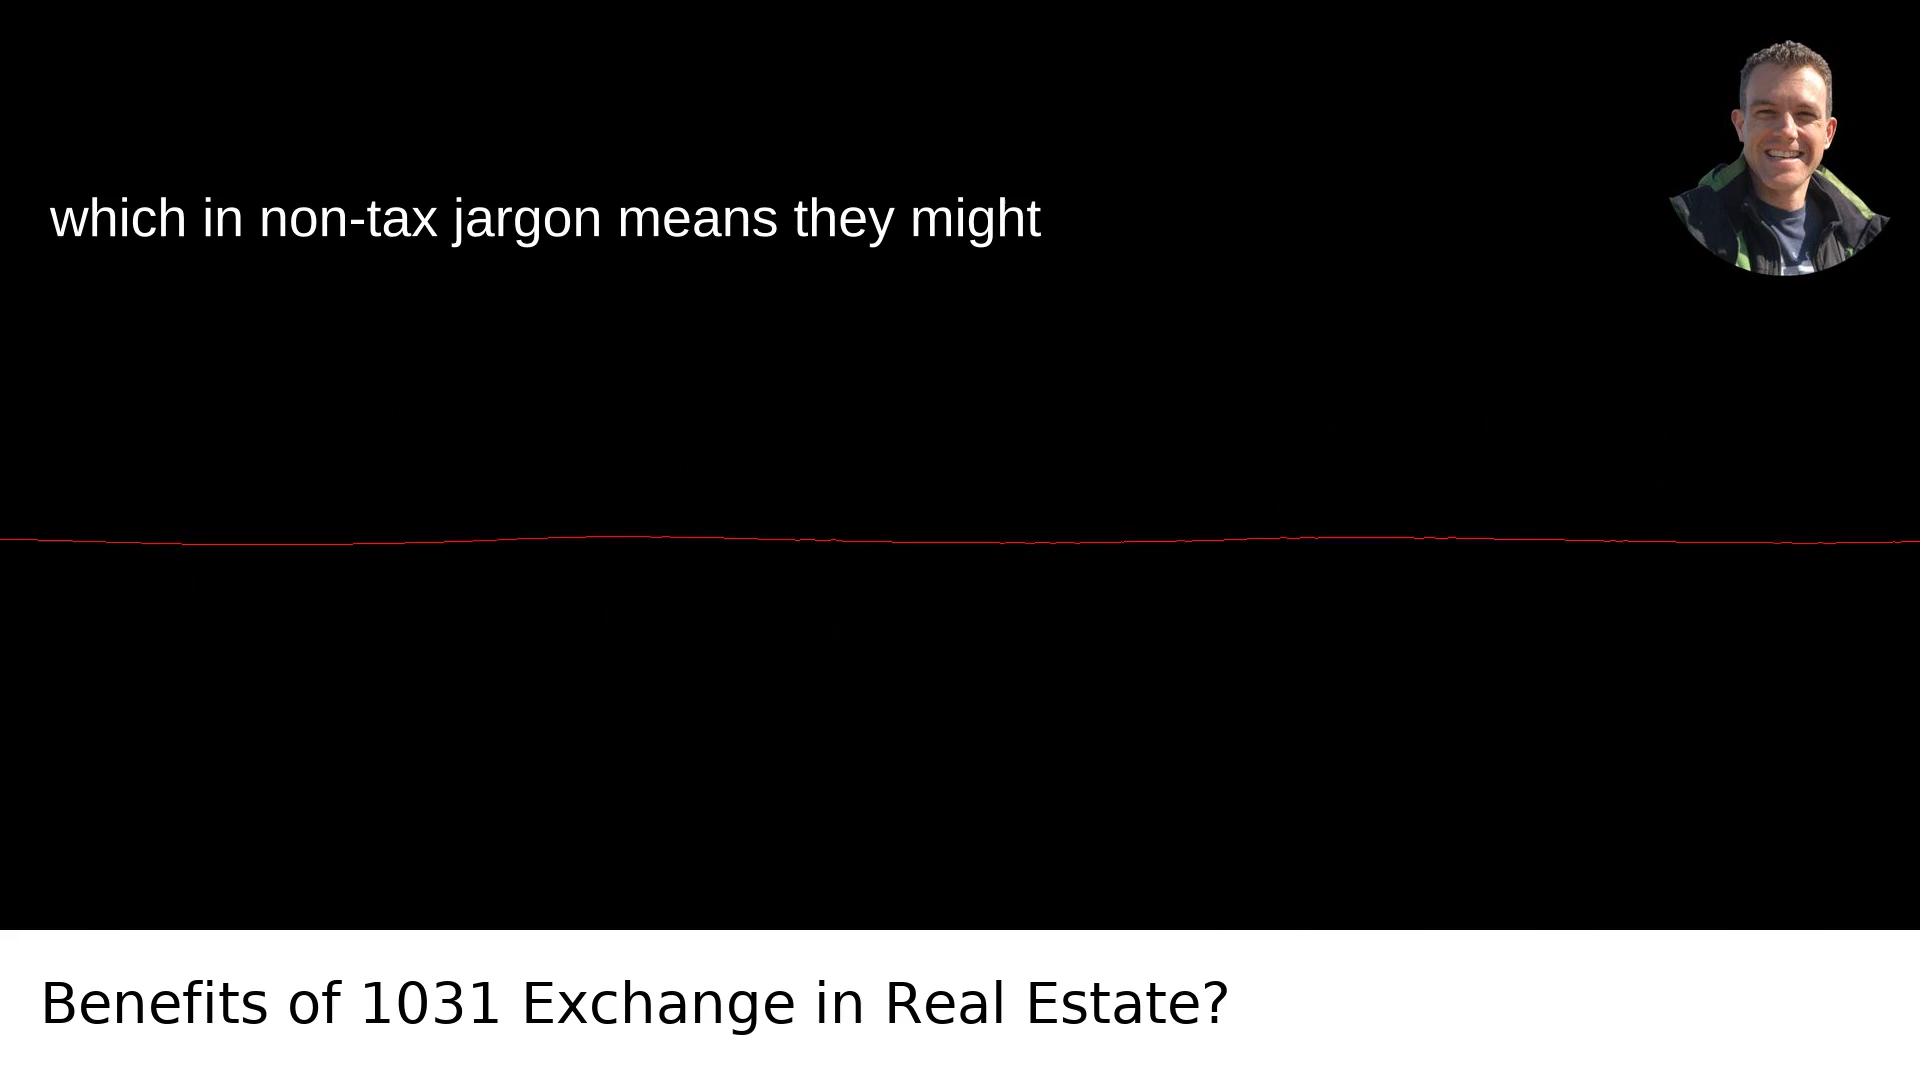 which in non-tax jargon means they might
Benefits of 1031 Exchange in Real Estate?